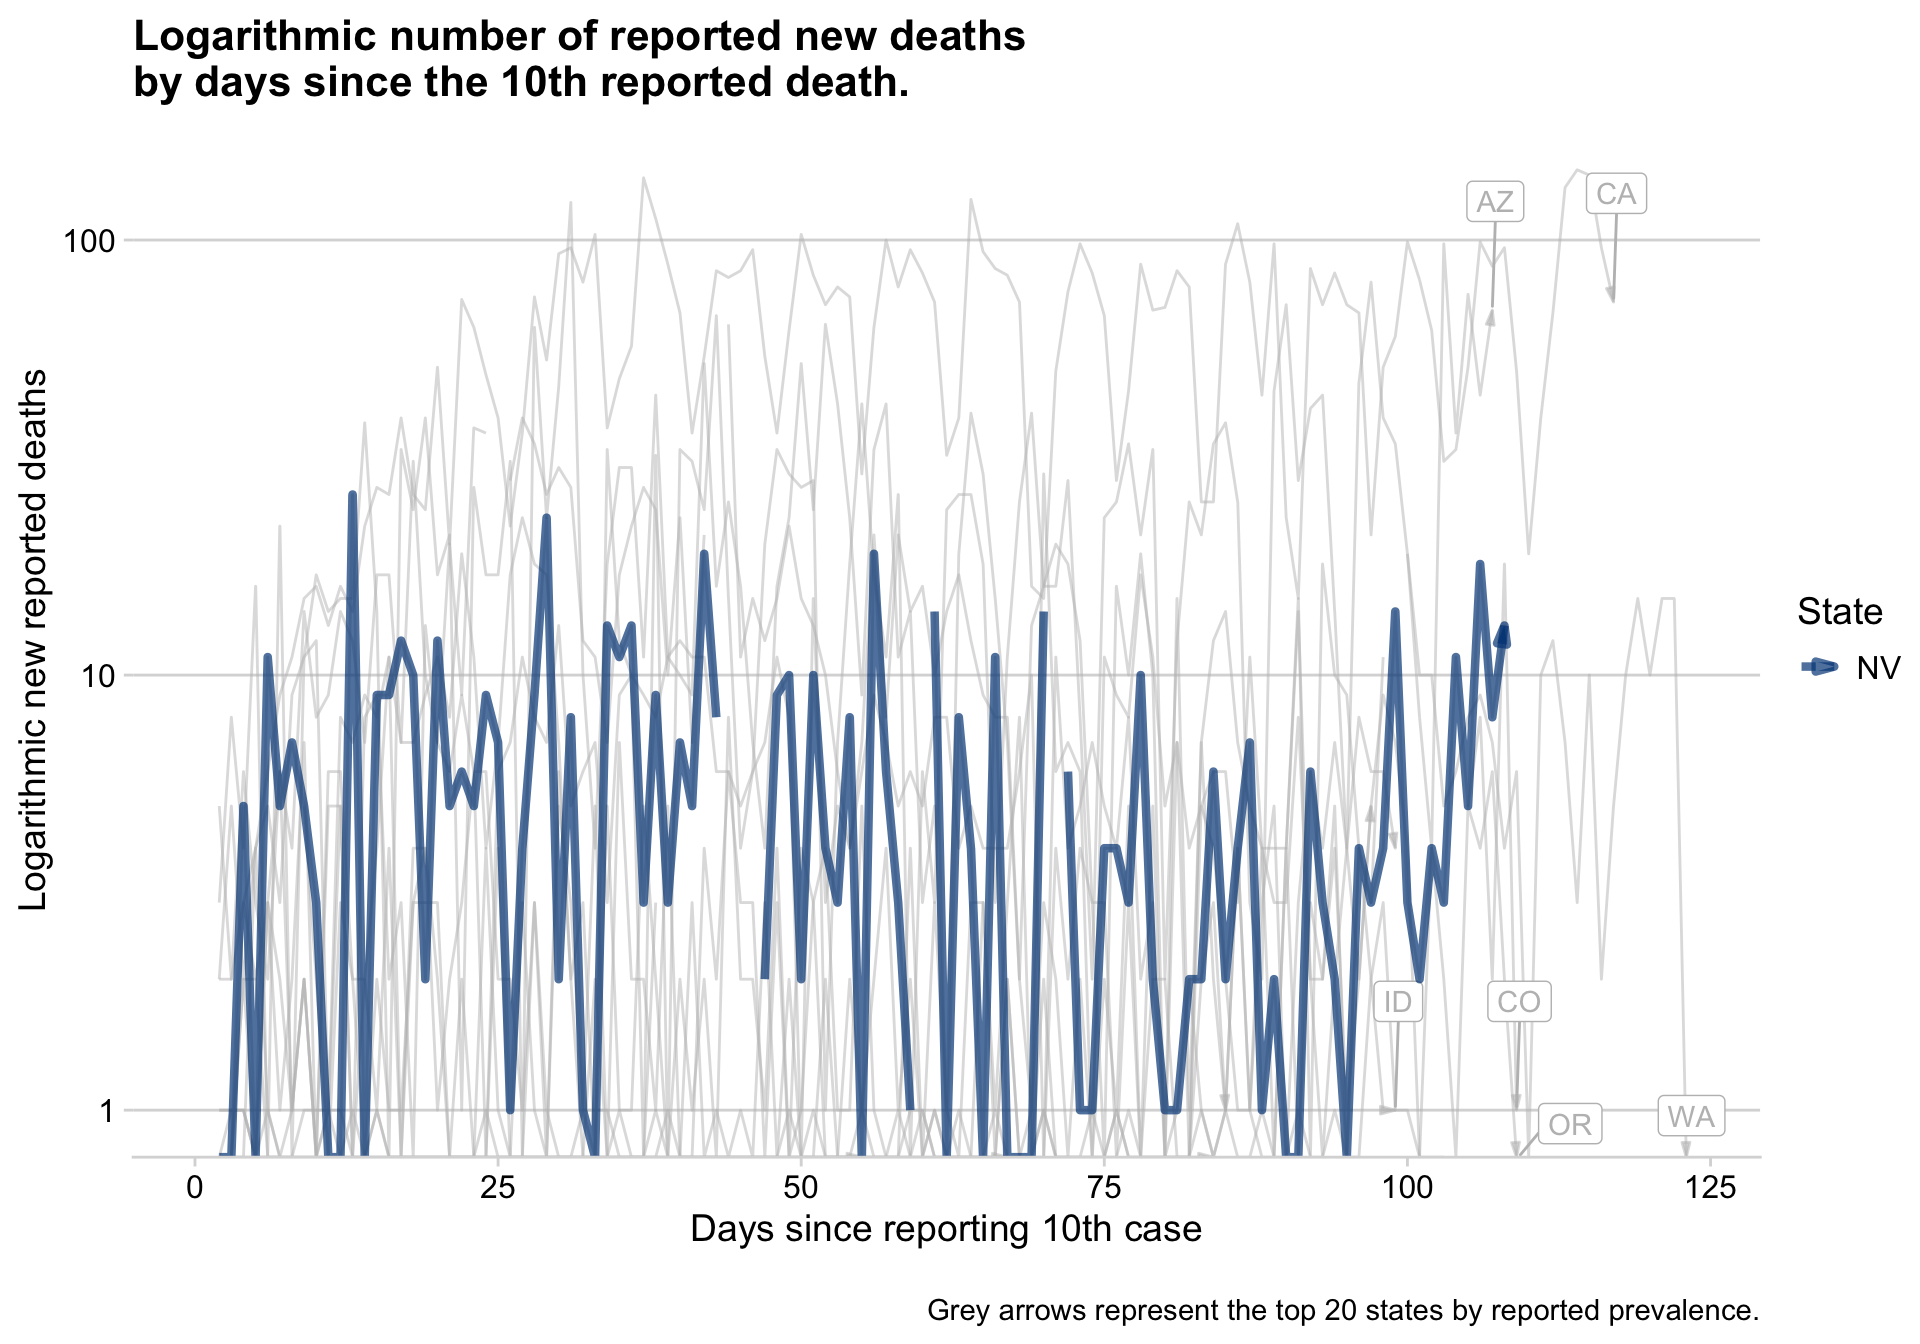 Logarithmic number of reported new deaths
by days since the 10th reported death.
AZ
CA
100
10
1
Logarithmic new reported deaths
State
NV
ID
CO
OR
WA
0
25
50
75
100
125
Days since reporting 10th case
Grey arrows represent the top 20 states by reported prevalence.